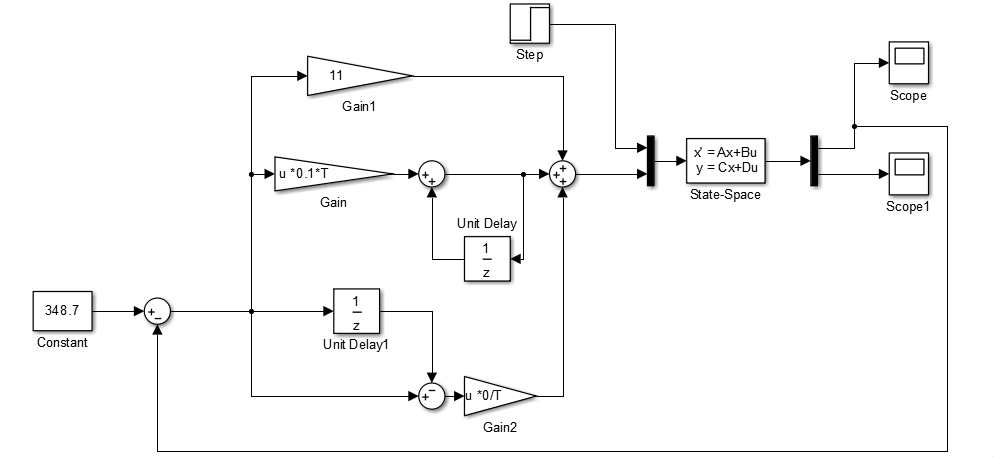 Step
11
Gain1
Scope
u *0.1*T
Gain
+
+
+
+
+
x' = Ax+Bu
y = Cx+Du
State-Space
Scope1
Unit Delay
1
z
348.7
Constant
+
−
1
z
Unit Delay1
−
+
u *0/T
Gain2